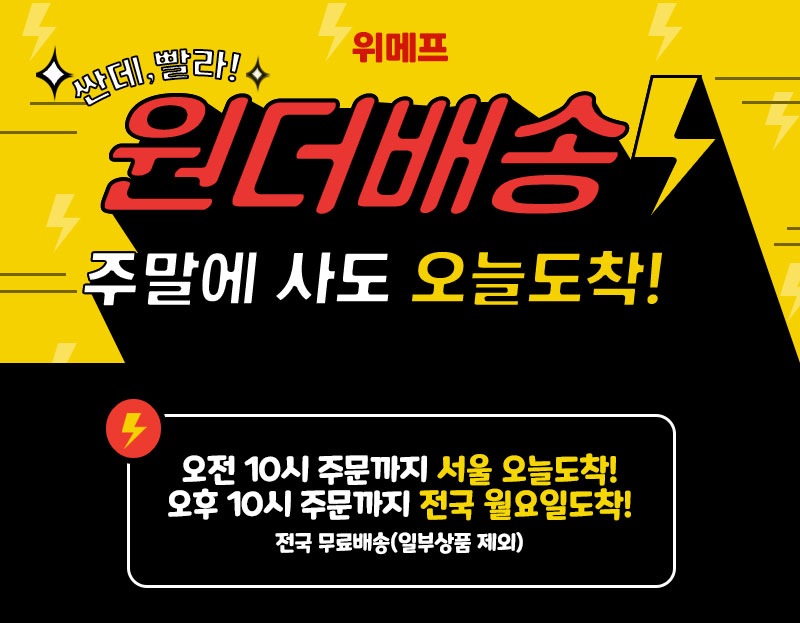 위메프
싼데, 빨라!
원더배송
주말에 사도 오늘도착!
오전 10시 주문까지 서울 오늘도착!
오후 10시 주문까지 전국 월요일도착!
전국 무료배송(일부상품 제외)